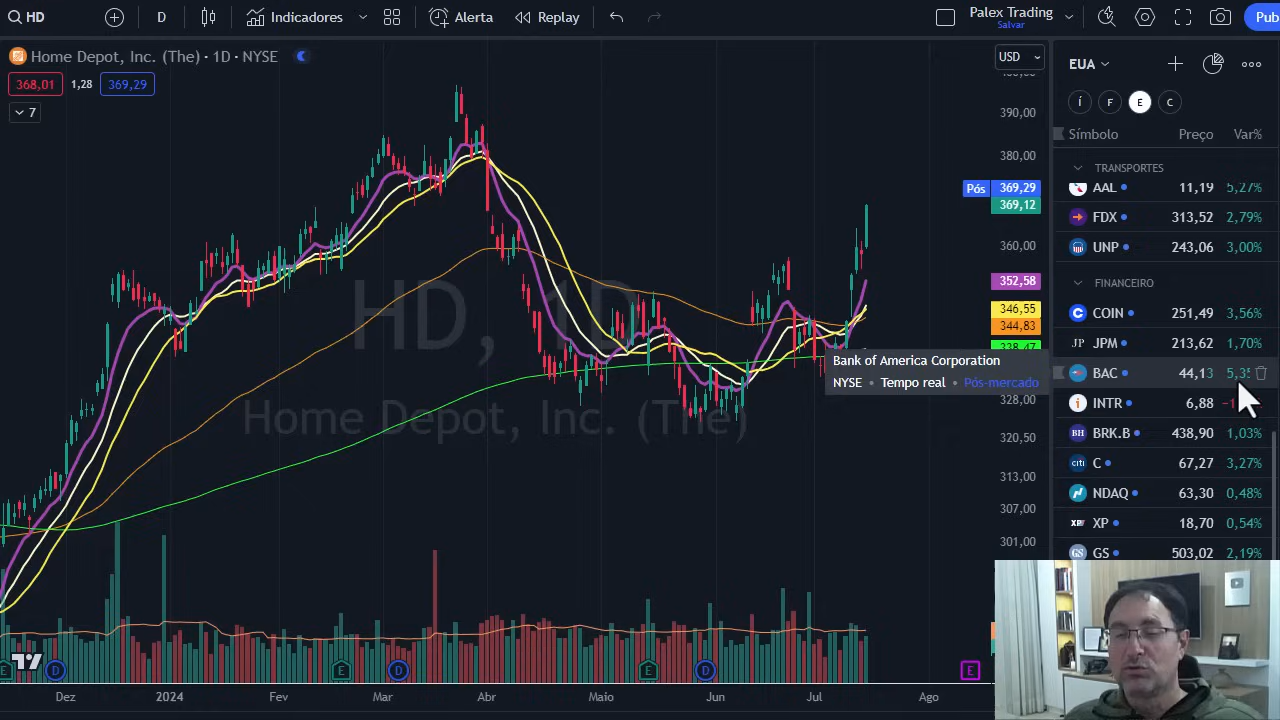 HD
D
Indicadores
Alerta
Replay
Palex Trading
Salvar
Pub
Home Depot, Inc. (The) · 1D · NYSE
368,01 1,28 369,29
7
USD
EUA
Í F E C
Símbolo Preço Var%
TRANSPORTES
AAL 11,19 5,27%
FDX 313,52 2,79%
UNP 243,06 3,00%
FINANCEIRO
COIN 251,49 3,56%
JPM 213,62 1,70%
BAC 44,13
INTR 6,88
BRK.B 438,90 1,03%
C 67,27 3,27%
NDAQ 63,30 0,48%
XP 18,70 0,54%
GS 503,02 2,19%
390,00
380,00
Pós 369,29
369,12
360,00
352,58
346,55
344,83
338,47
328,00
320,50
313,00
307,00
301,00
HD, 1D
Home Depot, Inc. (The)
Bank of America Corporation
NYSE • Tempo real • Pós-mercado
E D E D E D E
Dez 2024 Fev Mar Abr Maio Jun Jul Ago